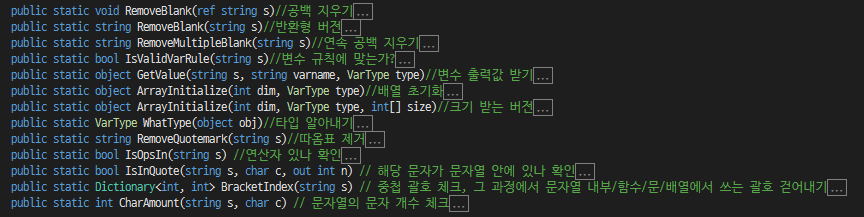 public static void RemoveBlank(ref string s)//공백 지우기...
public static string RemoveBlank(string s)//반환형 버전...
public static string RemoveMultipleBlank(string s)//연속 공백 지우기...
public static bool IsValidVarRule(string s)//변수 규칙에 맞는가?...
public static object GetValue(string s, string varname, VarType type)//변수 출력값 받기...
public static object ArrayInitialize(int dim, VarType type)//배열 초기화...
public static object ArrayInitialize(int dim, VarType type, int[] size)//크기 받는 버전...
public static VarType WhatType(object obj)//타입 알아내기...
public static string RemoveQuotemark(string s)//따옴표 제거...
public static bool IsOpsIn(string s) //연산자 있나 확인...
public static bool IsInQuote(string s, char c, out int n) // 해당 문자가 문자열 안에 있나 확인...
public static Dictionary<int, int> BracketIndex(string s) // 중첩 괄호 체크, 그 과정에서 문자열 내부/함수/문/배열에서 쓰는 괄호 걷어내기...
public static int CharAmount(string s, char c) // 문자열의 문자 개수 체크...